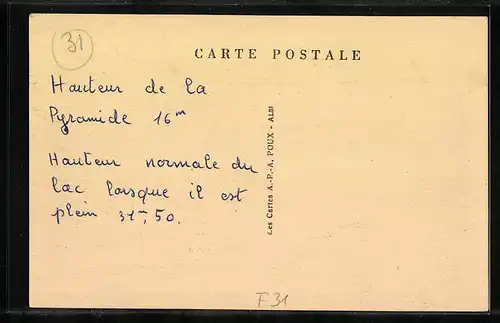 31
CARTE POSTALE
Hauteur de la
Pyramide 16m
Hauteur normale du
lac lorsque il est
plein 31m,50.
Les Cartes A.-P.-A. POUX - ALBI
F31